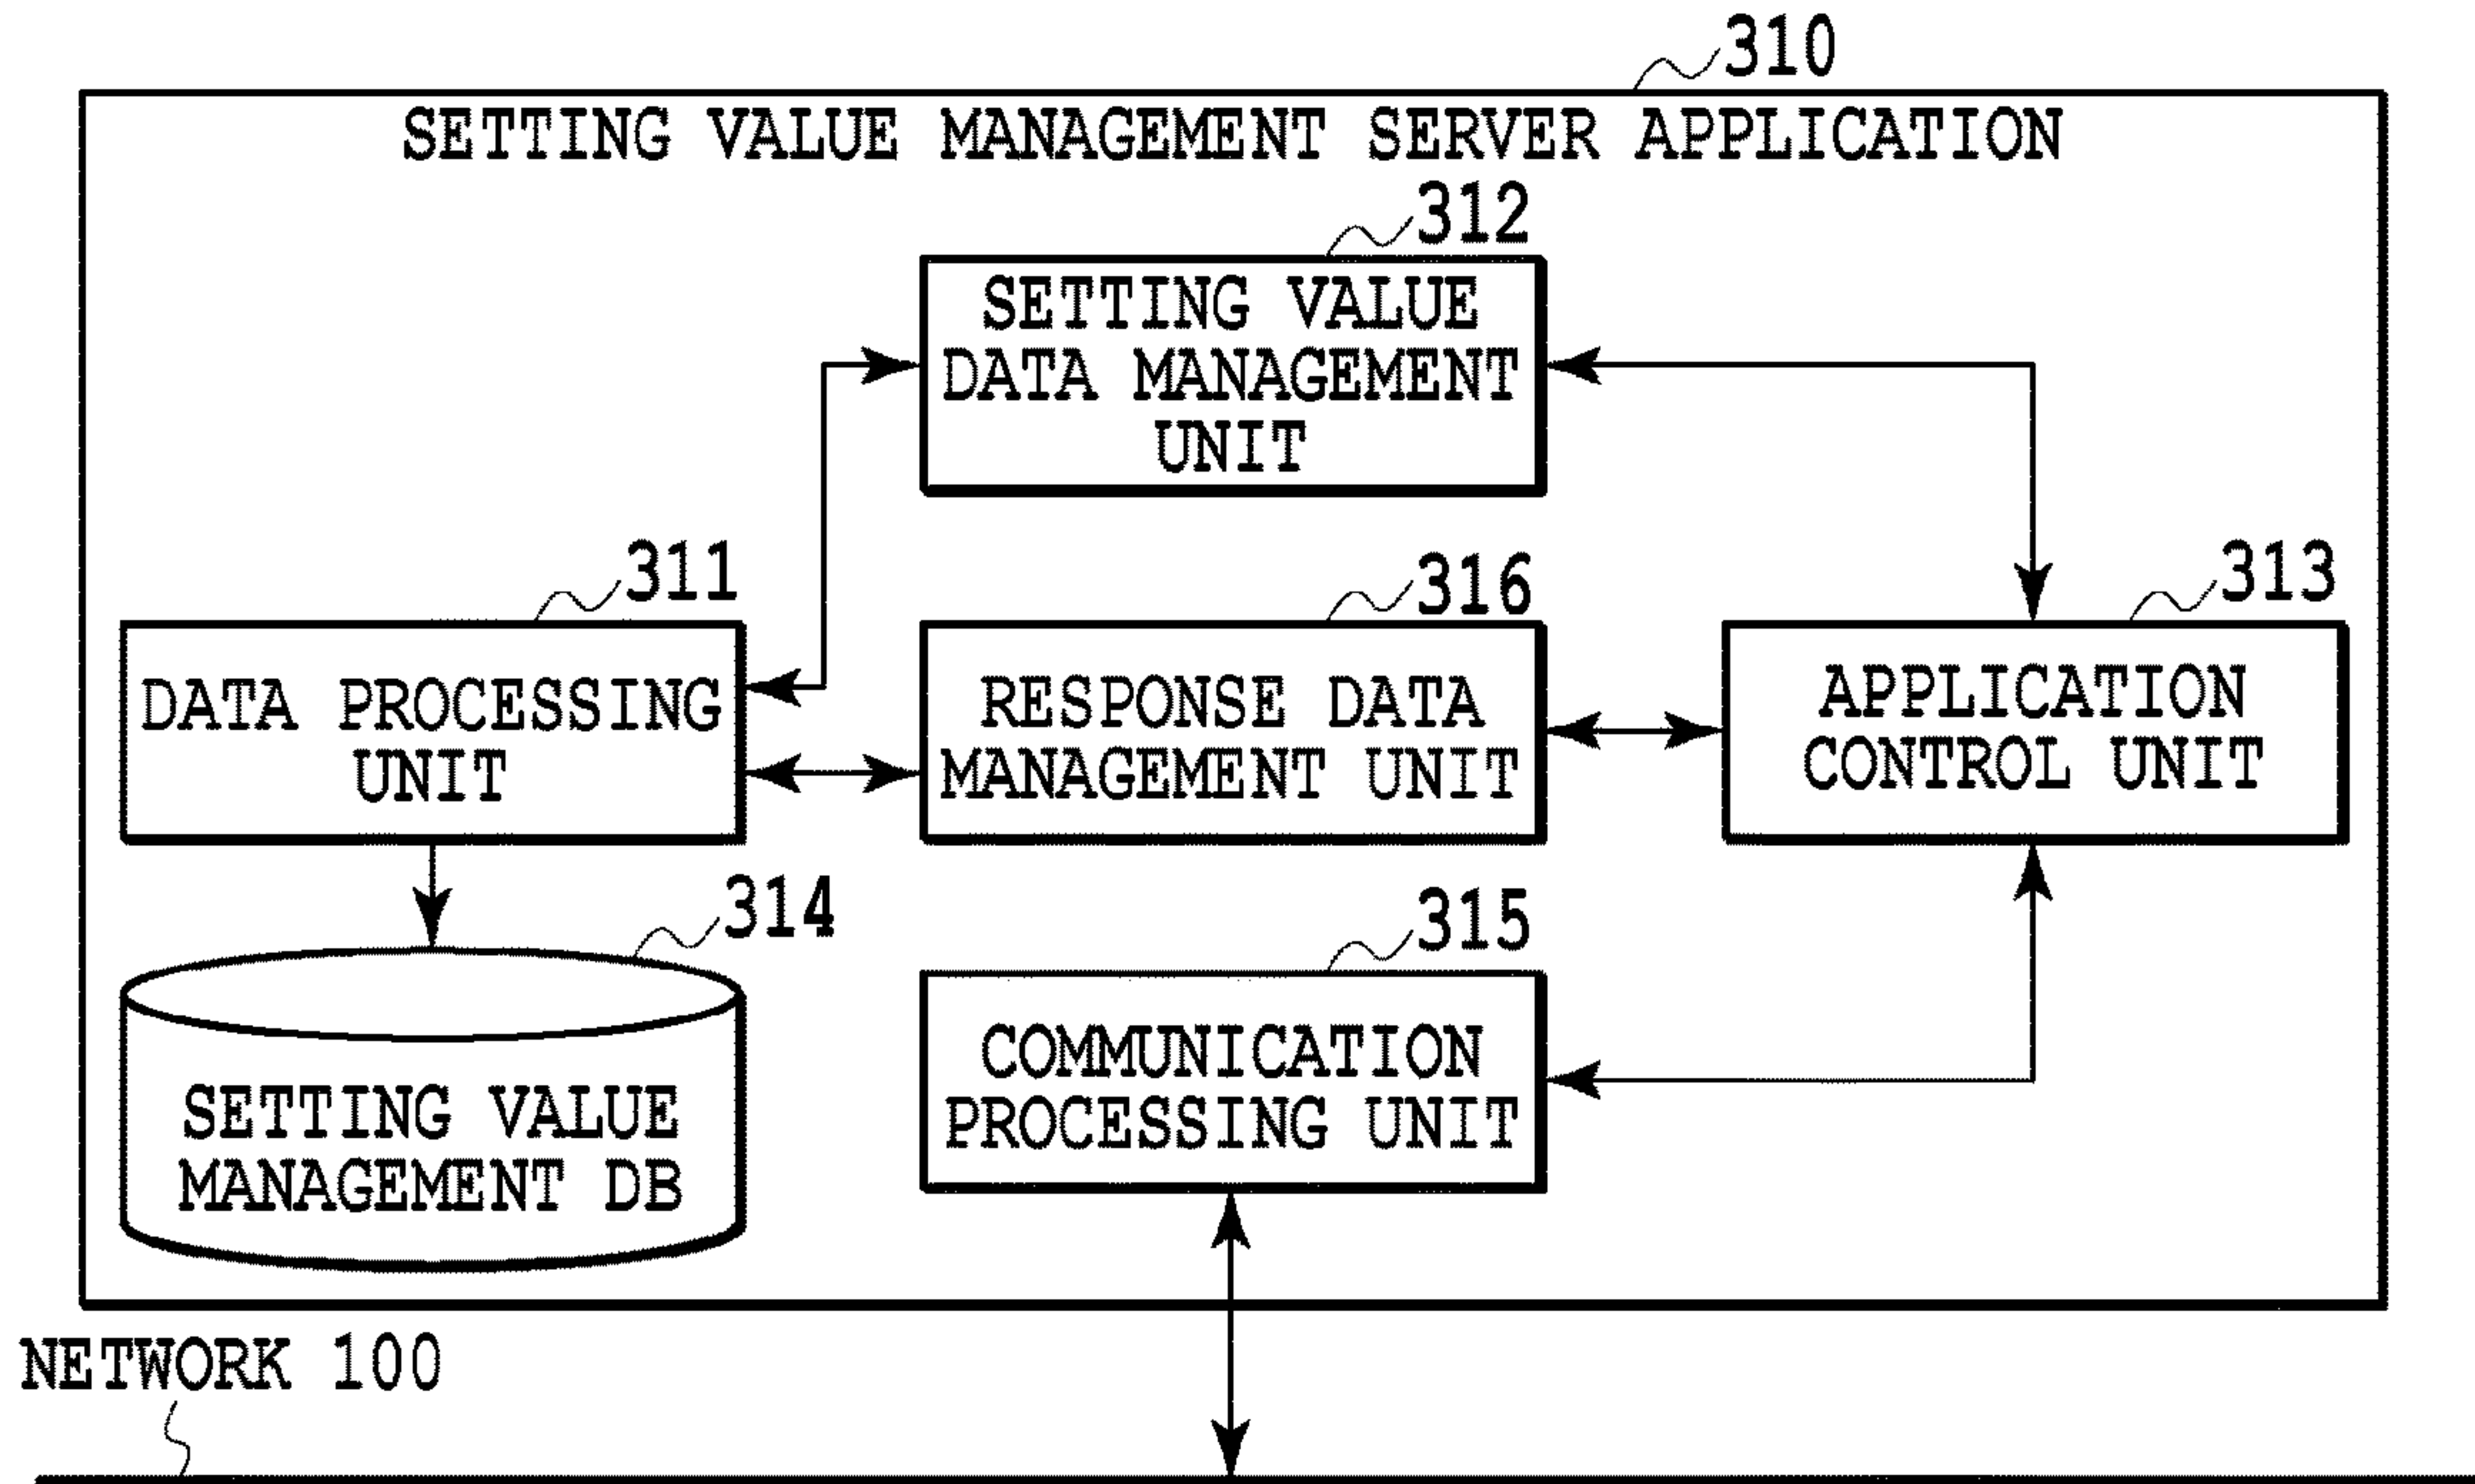 310
SETTING VALUE MANAGEMENT SERVER APPLICATION
312
SETTING VALUE
DATA MANAGEMENT
UNIT
311
DATA PROCESSING
UNIT
316
RESPONSE DATA
MANAGEMENT UNIT
313
APPLICATION
CONTROL UNIT
314
SETTING VALUE
MANAGEMENT DB
315
COMMUNICATION
PROCESSING UNIT
NETWORK 100